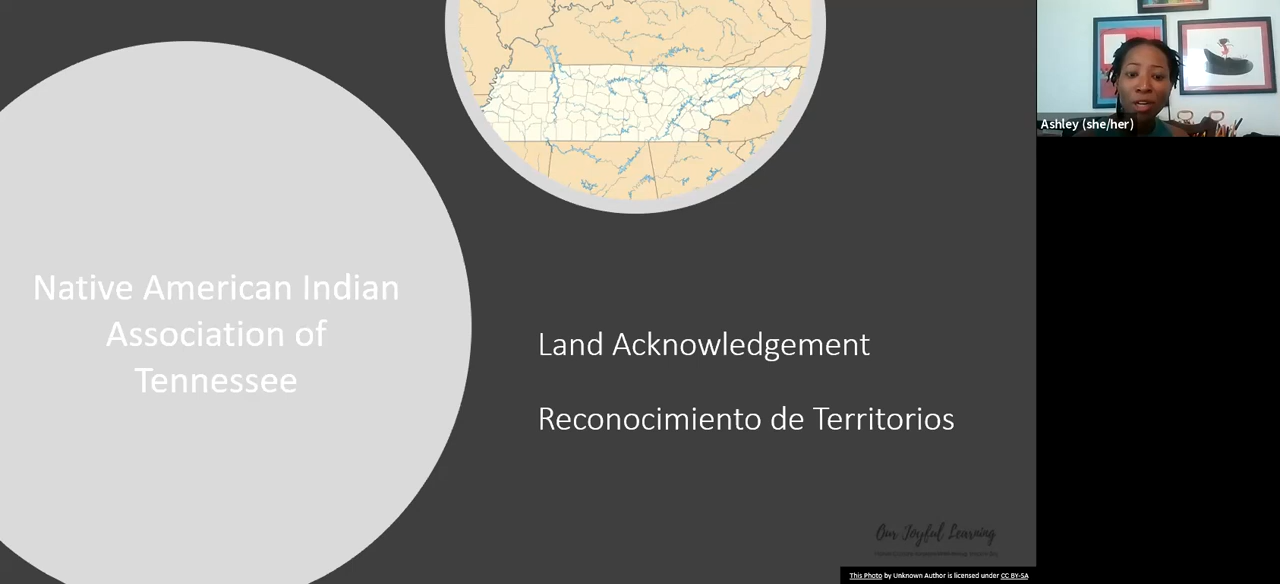 Native American Indian
Association of
Tennessee
Land Acknowledgement
Reconocimiento de Territorios
Ashley (she/her)
Our Joyful Learning
This Photo by Unknown Author is licensed under CC BY-SA